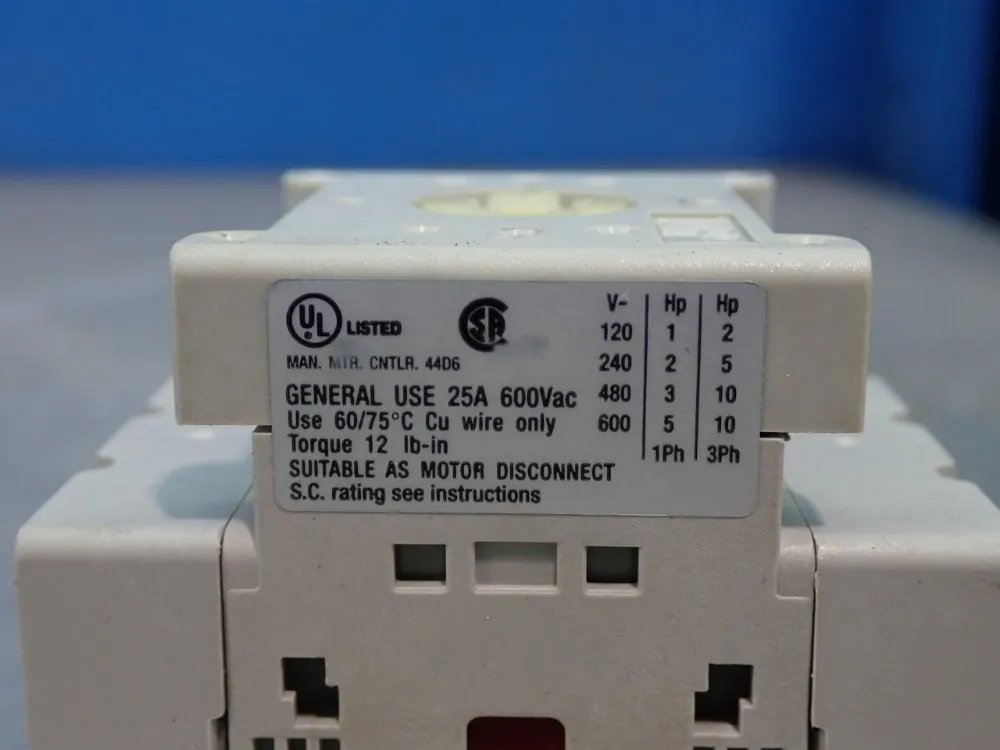 UL LISTED
SA
MAN. MTR. CNTLR. 44D6
GENERAL USE 25A 600Vac
Use 60/75°C Cu wire only
Torque 12 lb-in
SUITABLE AS MOTOR DISCONNECT
S.C. rating see instructions
V~ Hp Hp
120 1 2
240 2 5
480 3 10
600 5 10
1Ph 3Ph